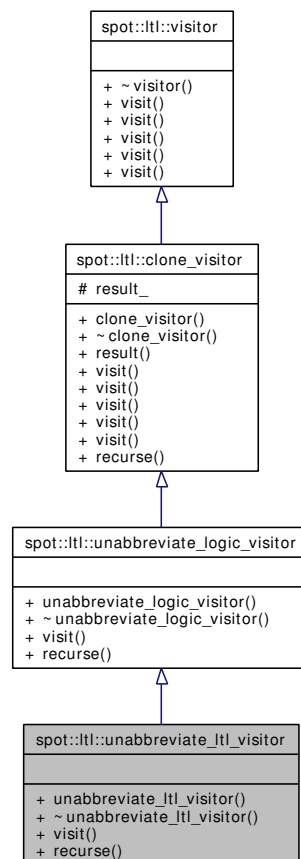 spot::ltl::visitor
+ ~ visitor()
+ visit()
+ visit()
+ visit()
+ visit()
+ visit()
spot::ltl::clone_visitor
# result_
+ clone_visitor()
+ ~ clone_visitor()
+ result()
+ visit()
+ visit()
+ visit()
+ visit()
+ visit()
+ recurse()
spot::ltl::unabbreviate_logic_visitor
+ unabbreviate_logic_visitor()
+ ~ unabbreviate_logic_visitor()
+ visit()
+ recurse()
spot::ltl::unabbreviate_ltl_visitor
+ unabbreviate_ltl_visitor()
+ ~ unabbreviate_ltl_visitor()
+ visit()
+ recurse()